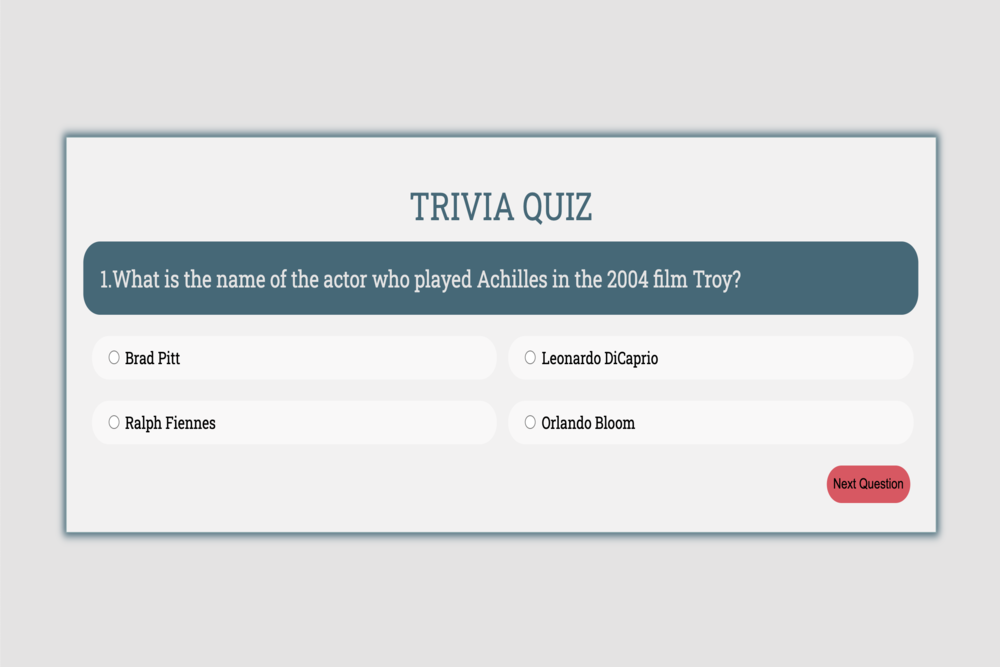 TRIVIA QUIZ
1.What is the name of the actor who played Achilles in the 2004 film Troy?
Brad Pitt
Leonardo DiCaprio
Ralph Fiennes
Orlando Bloom
Next Question